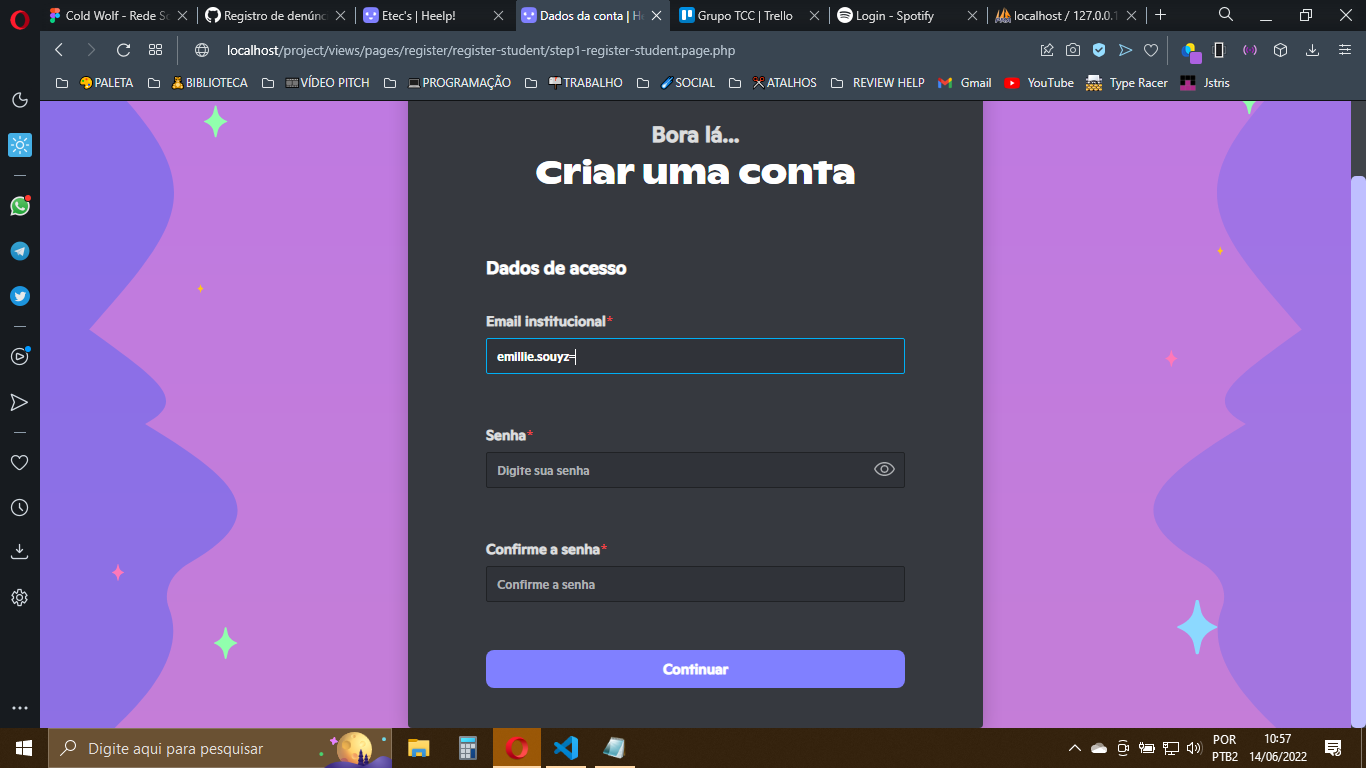 Cold Wolf - Rede So
Registro de denúnc
Etec's | Heelp!
Dados da conta | He
Grupo TCC | Trello
Login - Spotify
localhost / 127.0.0.1
localhost/project/views/pages/register/register-student/step1-register-student.page.php
PALETA
BIBLIOTECA
VÍDEO PITCH
PROGRAMAÇÃO
TRABALHO
SOCIAL
ATALHOS
REVIEW HELP
Gmail
YouTube
Type Racer
Jstris
Bora lá...
Criar uma conta
Dados de acesso
Email institucional*
emillie.souyz=
Senha*
Digite sua senha
Confirme a senha*
Confirme a senha
Continuar
Digite aqui para pesquisar
POR
PTB2
10:57
14/06/2022